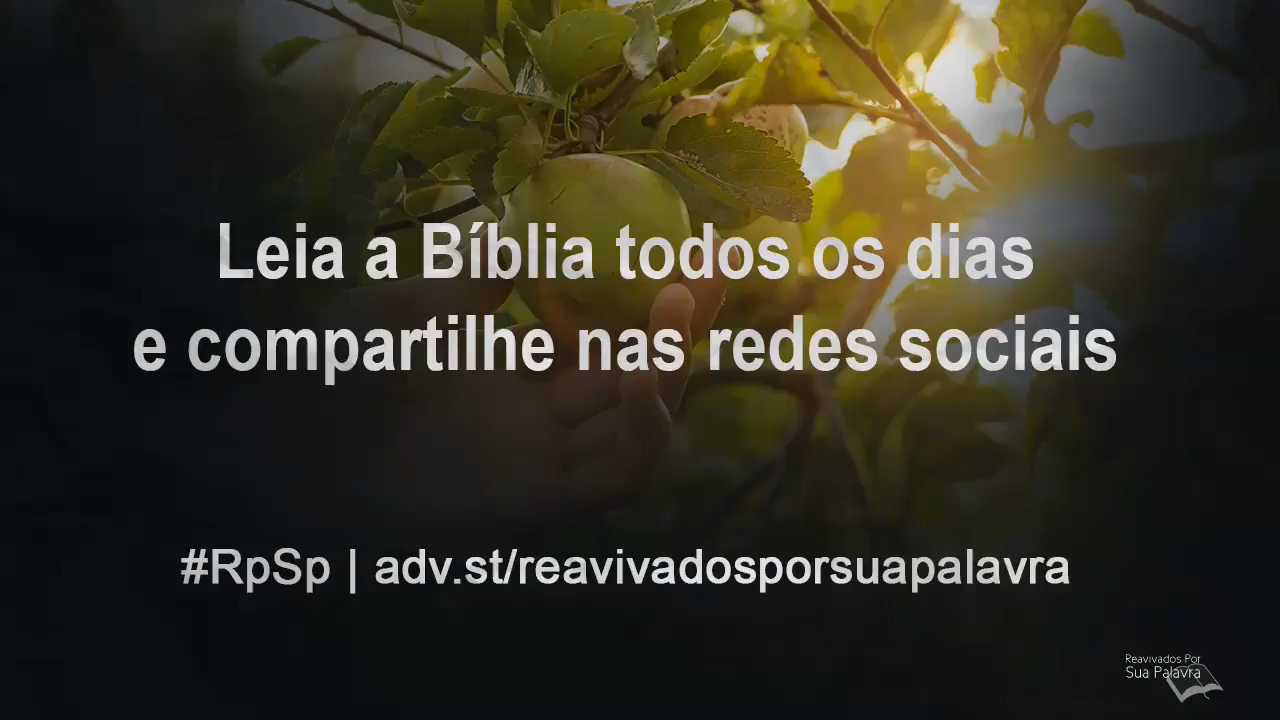 Leia a Bíblia todos os dias
e compartilhe nas redes sociais
#RpSp | adv.st/reavivadosporsuapalavra
Reavivados Por
Sua Palavra